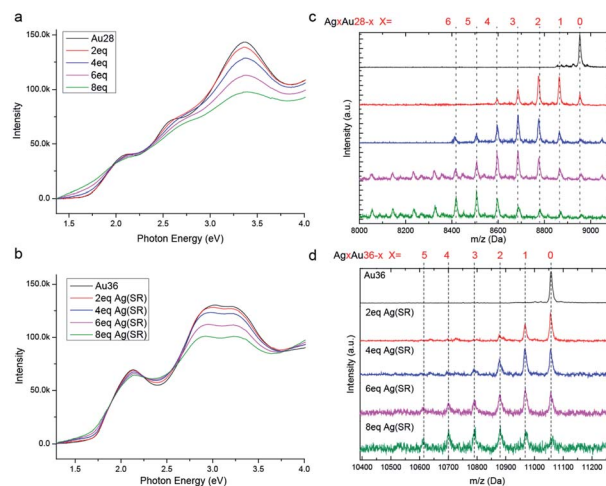 a
150.0k
100.0k
50.0k
0.0
Intensity
Au28
2eq
4eq
6eq
8eq
1.5 2.0 2.5 3.0 3.5 4.0
Photon Energy (eV)
b
150.0k
100.0k
50.0k
0.0
Intensity
Au36
2eq Ag(SR)
4eq Ag(SR)
6eq Ag(SR)
8eq Ag(SR)
1.5 2.0 2.5 3.0 3.5 4.0
Photon Energy (eV)
c
AgxAu28-x X= 6 5 4 3 2 1 0
Intensity (a.u.)
8000 8200 8400 8600 8800 9000
m/z (Da)
d
AgxAu36-x X= 5 4 3 2 1 0
Au36
2eq Ag(SR)
4eq Ag(SR)
6eq Ag(SR)
8eq Ag(SR)
Intensity (a.u.)
10400 10500 10600 10700 10800 10900 11000 11100 11200
m/z (Da)